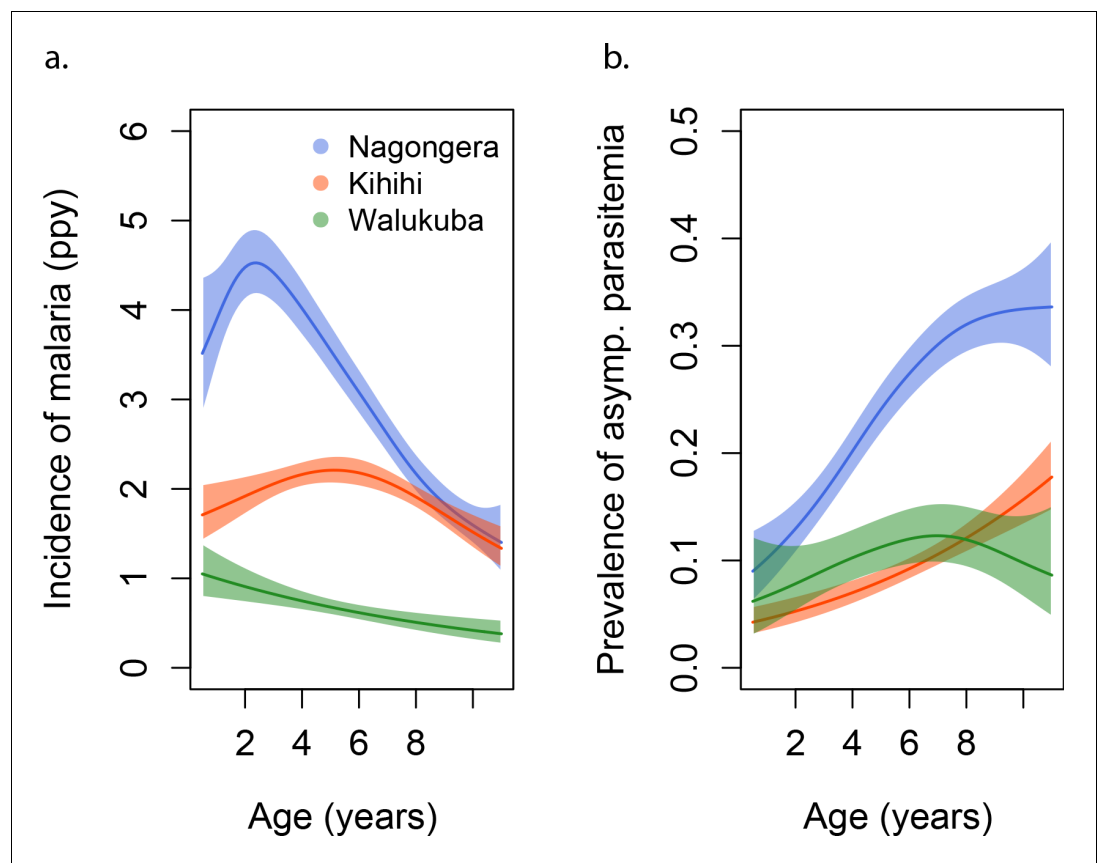 a.
Incidence of malaria (ppy)
6
5
4
3
2
1
0
Nagongera
Kihihi
Walukuba
2 4 6 8
Age (years)
b.
Prevalence of asymp. parasitemia
0.5
0.4
0.3
0.2
0.1
0.0
2 4 6 8
Age (years)